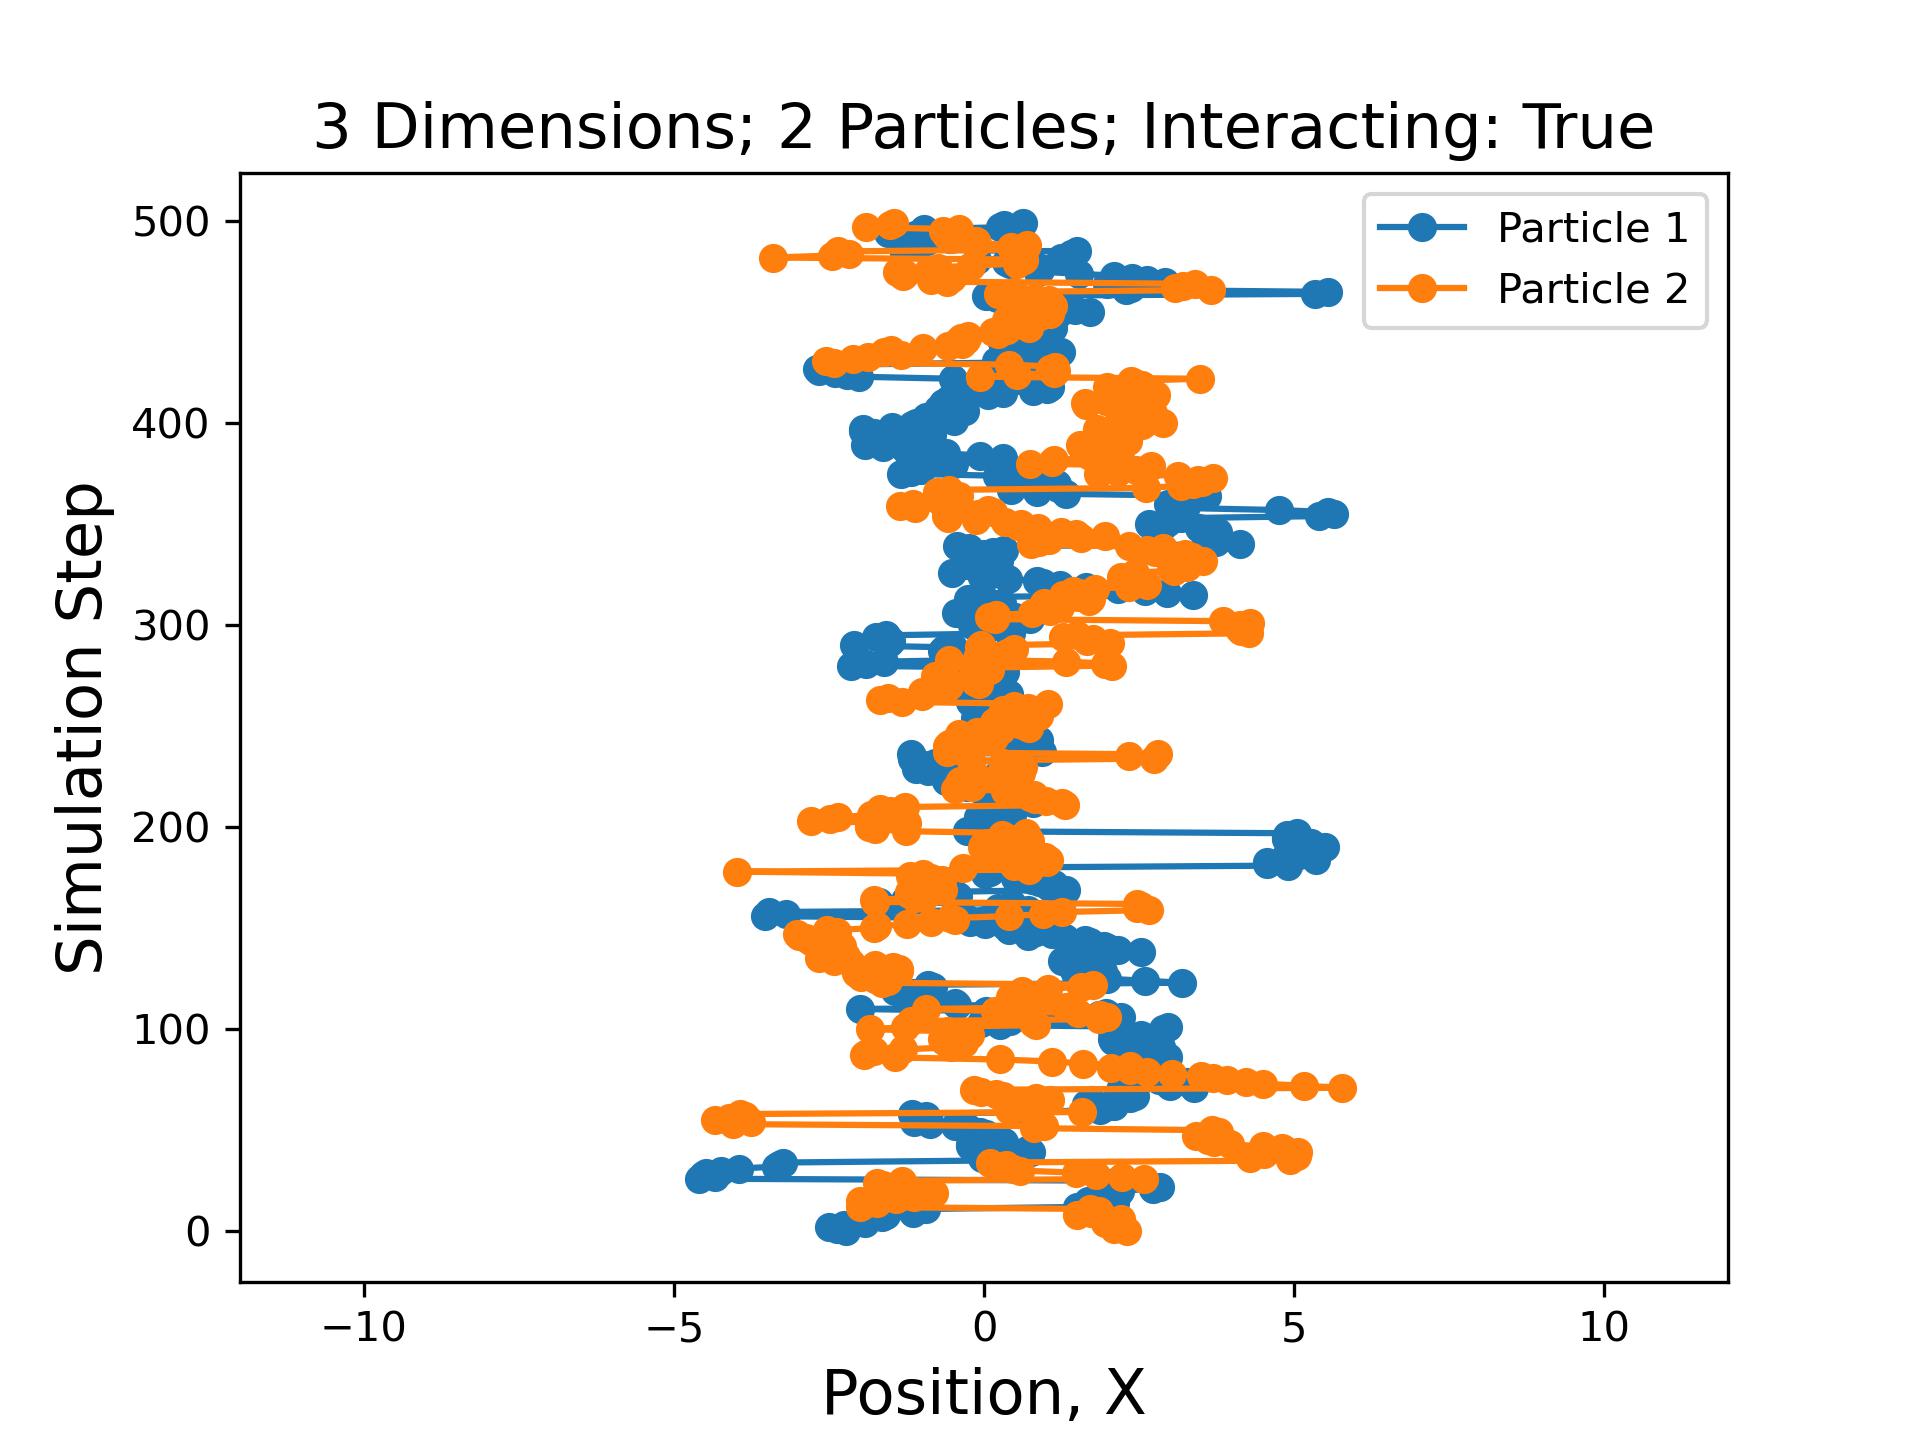 3 Dimensions; 2 Particles; Interacting: True
Particle 1
Particle 2
500
400
300
200
100
0
Simulation Step
−10
−5
0
5
10
Position, X